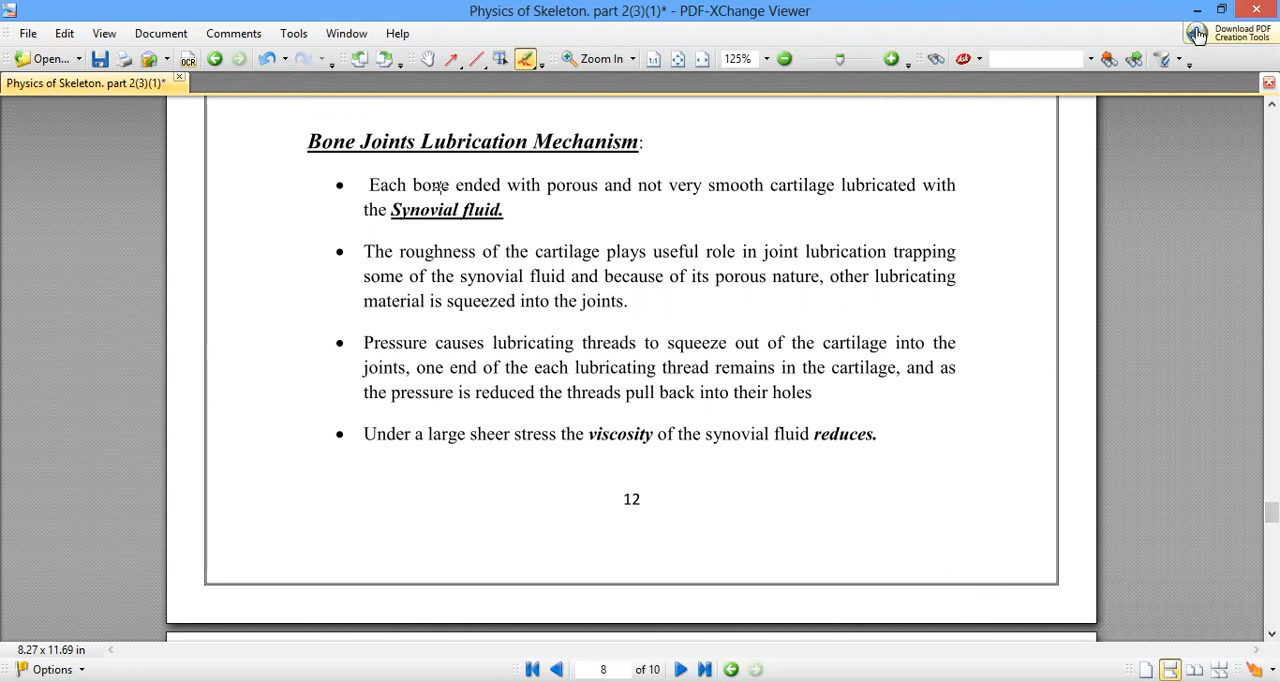 Physics of Skeleton. part 2(3)(1)* - PDF-XChange Viewer
File Edit View Document Comments Tools Window Help
Download PDF
Creation Tools
Open... OCR Zoom In 125%
Physics of Skeleton. part 2(3)(1)*
Bone Joints Lubrication Mechanism:
• Each bone ended with porous and not very smooth cartilage lubricated with
the Synovial fluid.
• The roughness of the cartilage plays useful role in joint lubrication trapping
some of the synovial fluid and because of its porous nature, other lubricating
material is squeezed into the joints.
• Pressure causes lubricating threads to squeeze out of the cartilage into the
joints, one end of the each lubricating thread remains in the cartilage, and as
the pressure is reduced the threads pull back into their holes
• Under a large sheer stress the viscosity of the synovial fluid reduces.
12
8.27 x 11.69 in
Options 8 of 10